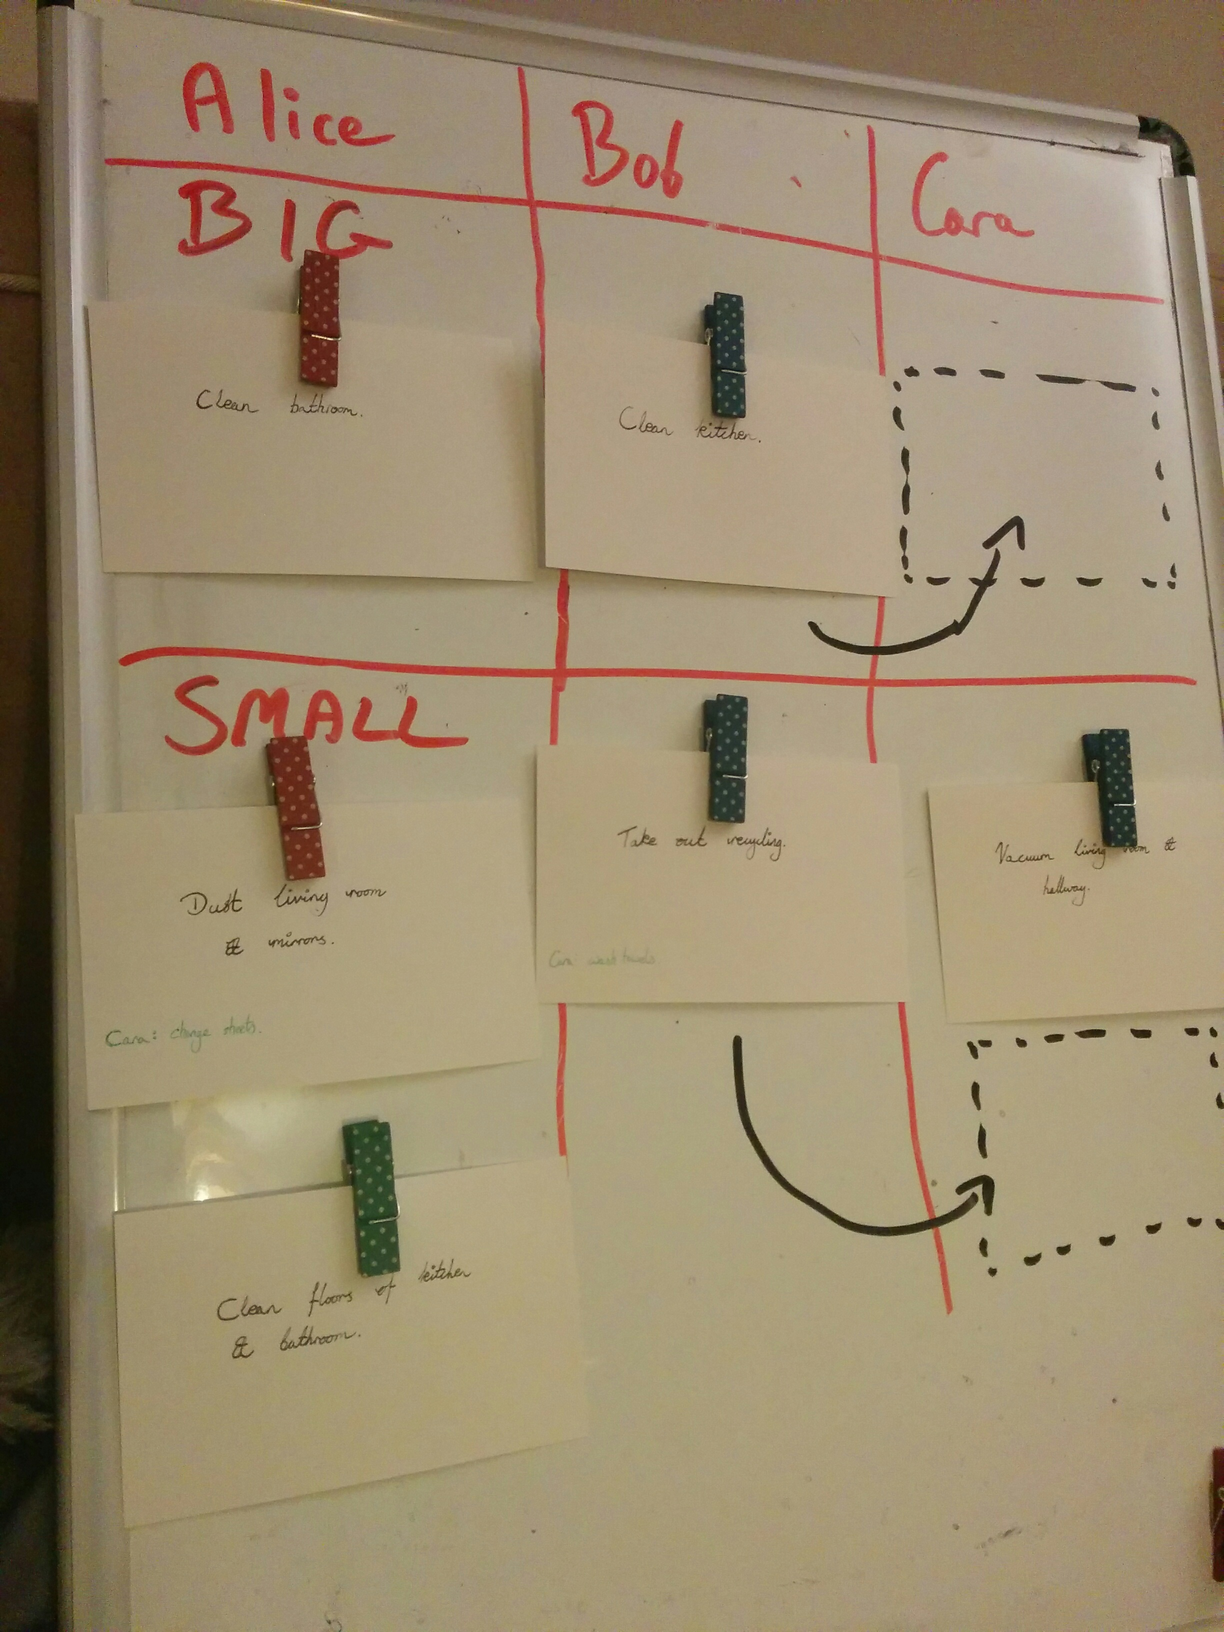 Alice
Bob
Cara
BIG
Clean bathroom.
Clean kitchen.
SMALL
Dust living room
& mirrors.
Cara: change sheets.
Take out recycling.
Cara: wash towels
Vacuum living room &
hallway.
Clean floors of kitchen
& bathroom.